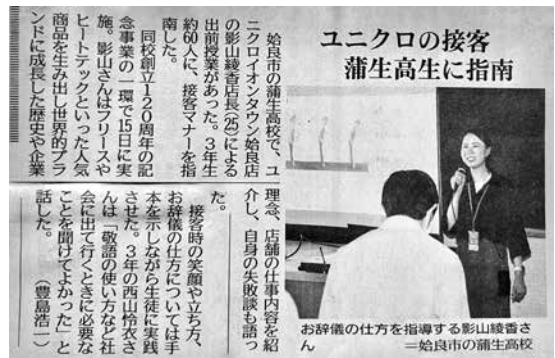 ユニクロの接客
蒲生高生に指南
姶良市の蒲生高校で、ユ
ニクロイオンタウン姶良店
の影山綾香店長(25)による
出前授業があった。3年生
約60人に、接客マナーを指
南した。
同校創立120周年の記
念事業の一環で15日に実
施。影山さんはフリースや
ヒートテックといった人気
商品を生み出し世界的ブラ
ンドに成長した歴史や企業
理念、店舗の仕事内容を紹
介し、自身の失敗談も語っ
た。
接客時の笑顔や立ち方、
お辞儀の仕方については手
本を示しながら生徒に実践
させた。3年の西山怜衣さ
んは「敬語の使い方など社
会に出て行くときに必要な
ことを聞けてよかった」と
話した。（豊島浩二）
お辞儀の仕方を指導する影山綾香さ
ん＝姶良市の蒲生高校